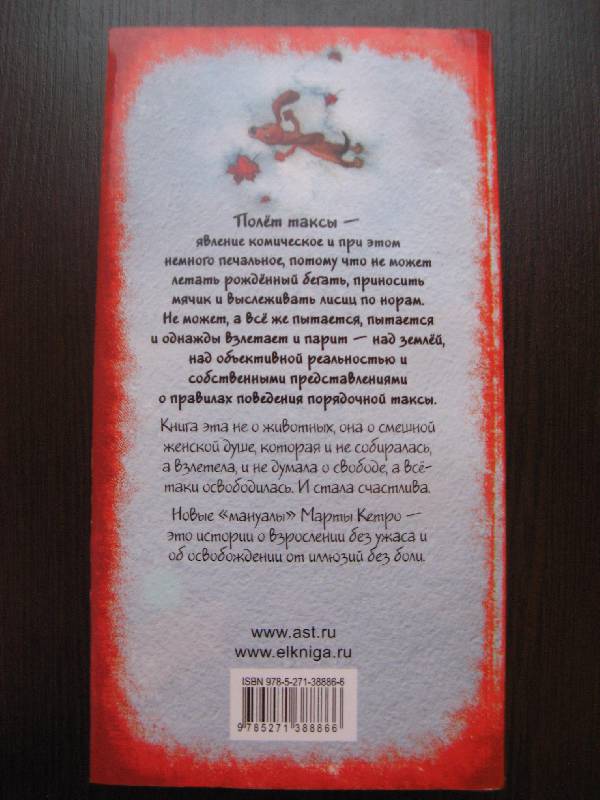 Полёт таксы —
явление комическое и при этом
немного печальное, потому что не может
летать рождённый бегать, приносить
мячик и выслеживать лисиц по норам.
Не может, а всё же пытается, пытается
и однажды взлетает и парит — над землёй,
над объективной реальностью и
собственными представлениями
о правилах поведения порядочной таксы.
Книга эта не о животных, она о смешной
женской душе, которая и не собиралась,
а взлетела, и не думала о свободе, а всё-
таки освободилась. И стала счастлива.
Новые «мануалы» Марты Кетро —
это истории о взрослении без ужаса и
об освобождении от иллюзий без боли.
www.ast.ru
www.elkniga.ru
ISBN 978-5-271-38886-6
9 785271 388866